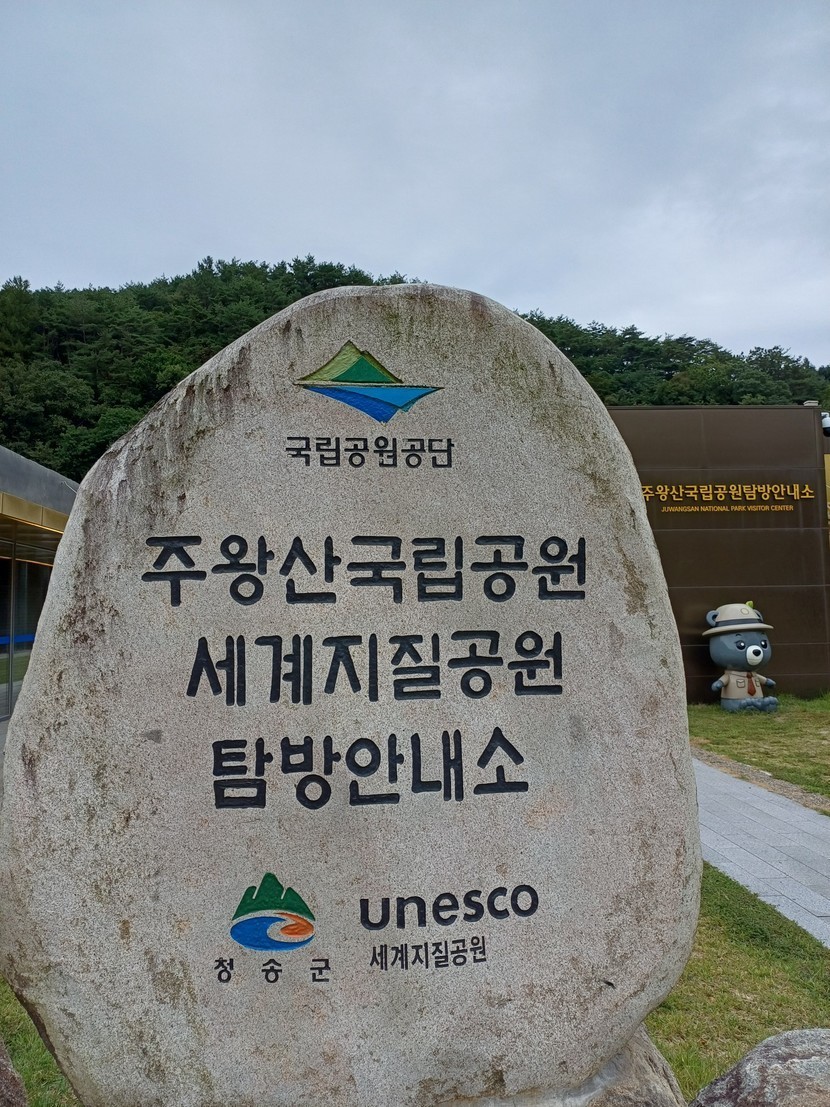 국립공원공단
주왕산국립공원
세계지질공원
탐방안내소
청송군
unesco
세계지질공원
주왕산국립공원탐방안내소
JUWANGSAN NATIONAL PARK VISITOR CENTER